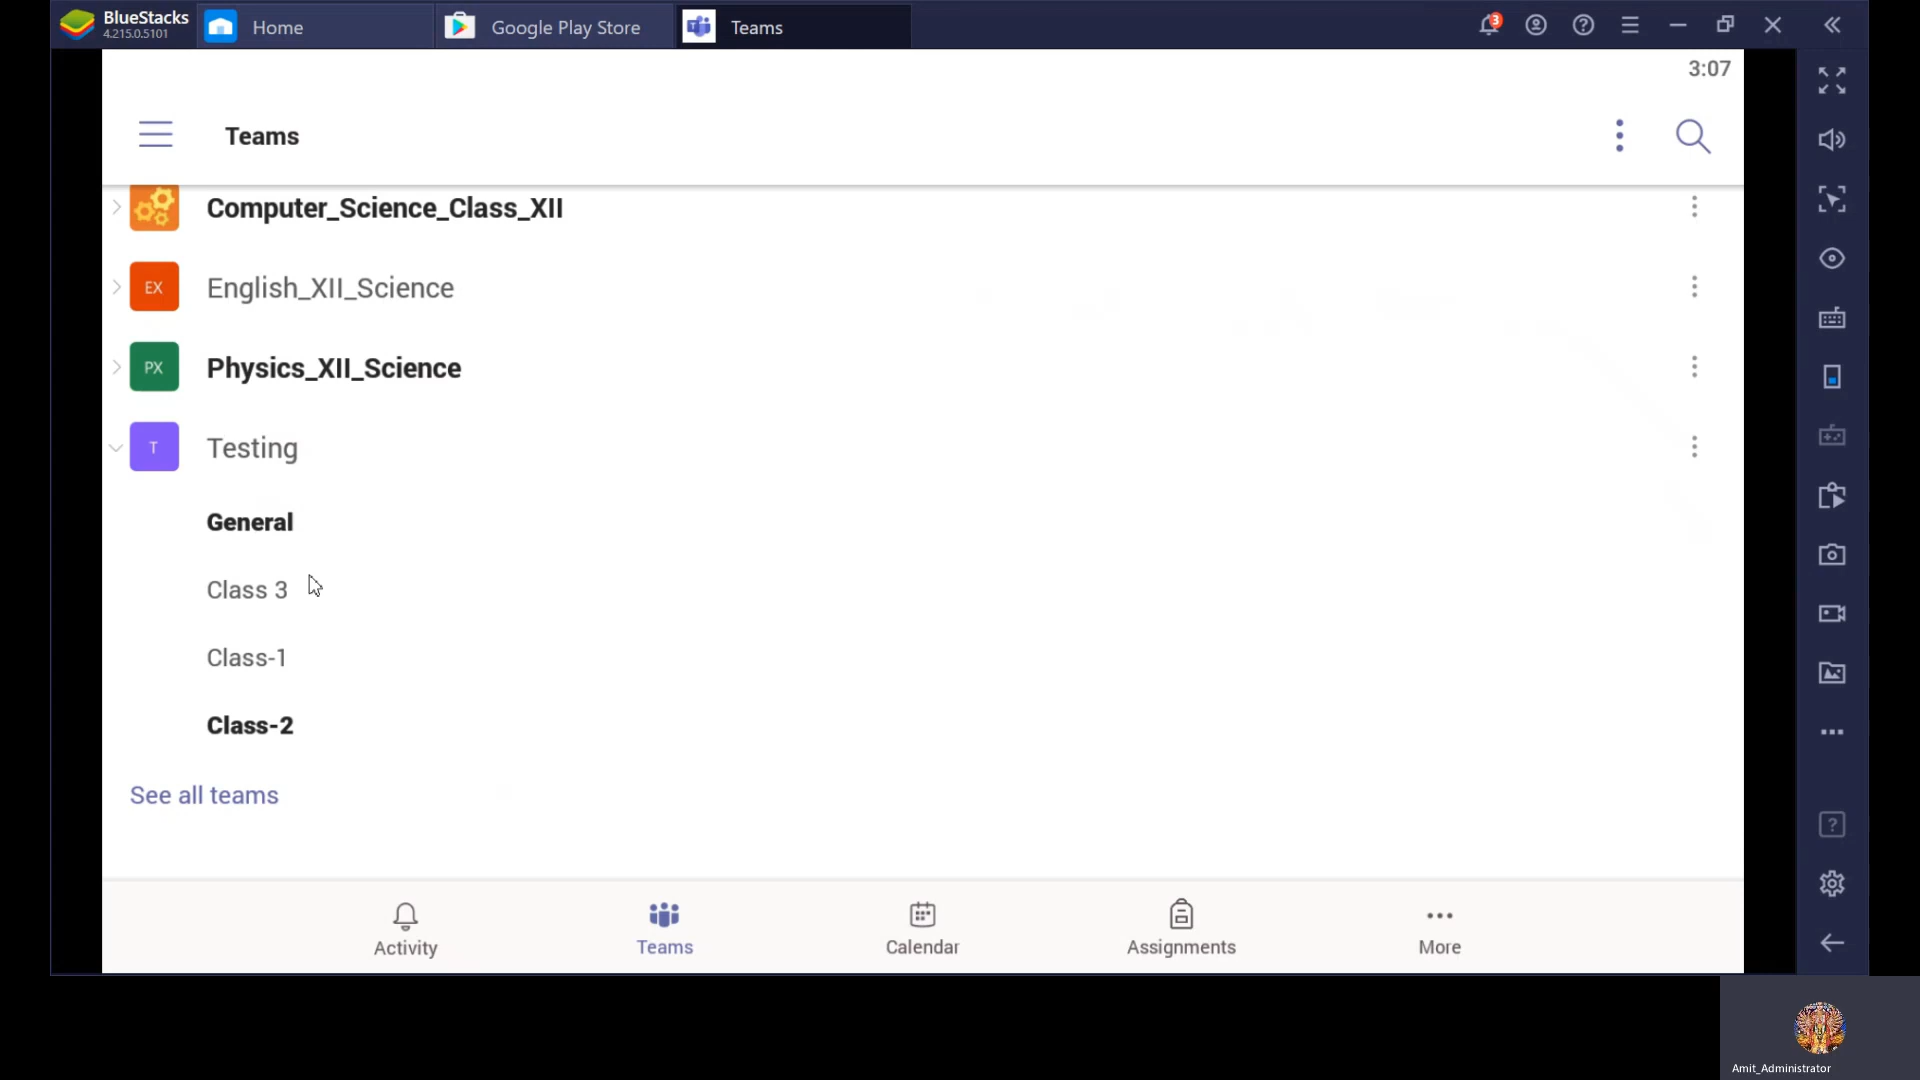 BlueStacks
4.215.0.5101
Home
Google Play Store
Teams
3
3:07
Teams
Computer_Science_Class_XII
EX
English_XII_Science
PX
Physics_XII_Science
T
Testing
General
Class 3
Class-1
Class-2
See all teams
Activity
Teams
Calendar
Assignments
More
Amit_Administrator